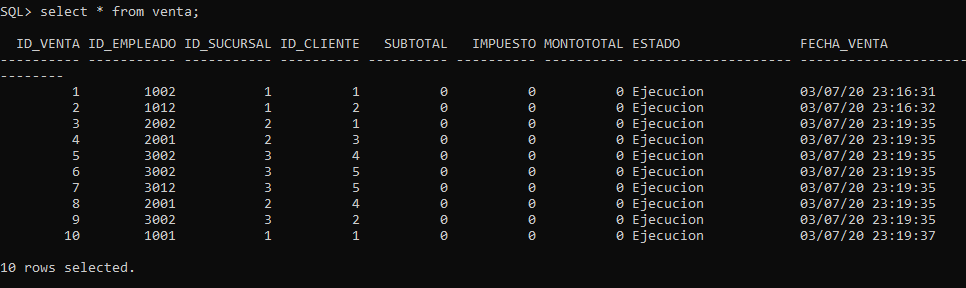 SQL> select * from venta;
  ID_VENTA ID_EMPLEADO ID_SUCURSAL ID_CLIENTE   SUBTOTAL   IMPUESTO MONTOTOTAL ESTADO               FECHA_VENTA
---------- ----------- ----------- ---------- ---------- ---------- ---------- -------------------- ---------------------
--------
         1        1002           1          1          0          0          0 Ejecucion            03/07/20 23:16:31
         2        1012           1          2          0          0          0 Ejecucion            03/07/20 23:16:32
         3        2002           2          1          0          0          0 Ejecucion            03/07/20 23:19:35
         4        2001           2          3          0          0          0 Ejecucion            03/07/20 23:19:35
         5        3002           3          4          0          0          0 Ejecucion            03/07/20 23:19:35
         6        3002           3          5          0          0          0 Ejecucion            03/07/20 23:19:35
         7        3012           3          5          0          0          0 Ejecucion            03/07/20 23:19:35
         8        2001           2          4          0          0          0 Ejecucion            03/07/20 23:19:35
         9        3002           3          2          0          0          0 Ejecucion            03/07/20 23:19:35
        10        1001           1          1          0          0          0 Ejecucion            03/07/20 23:19:37
10 rows selected.